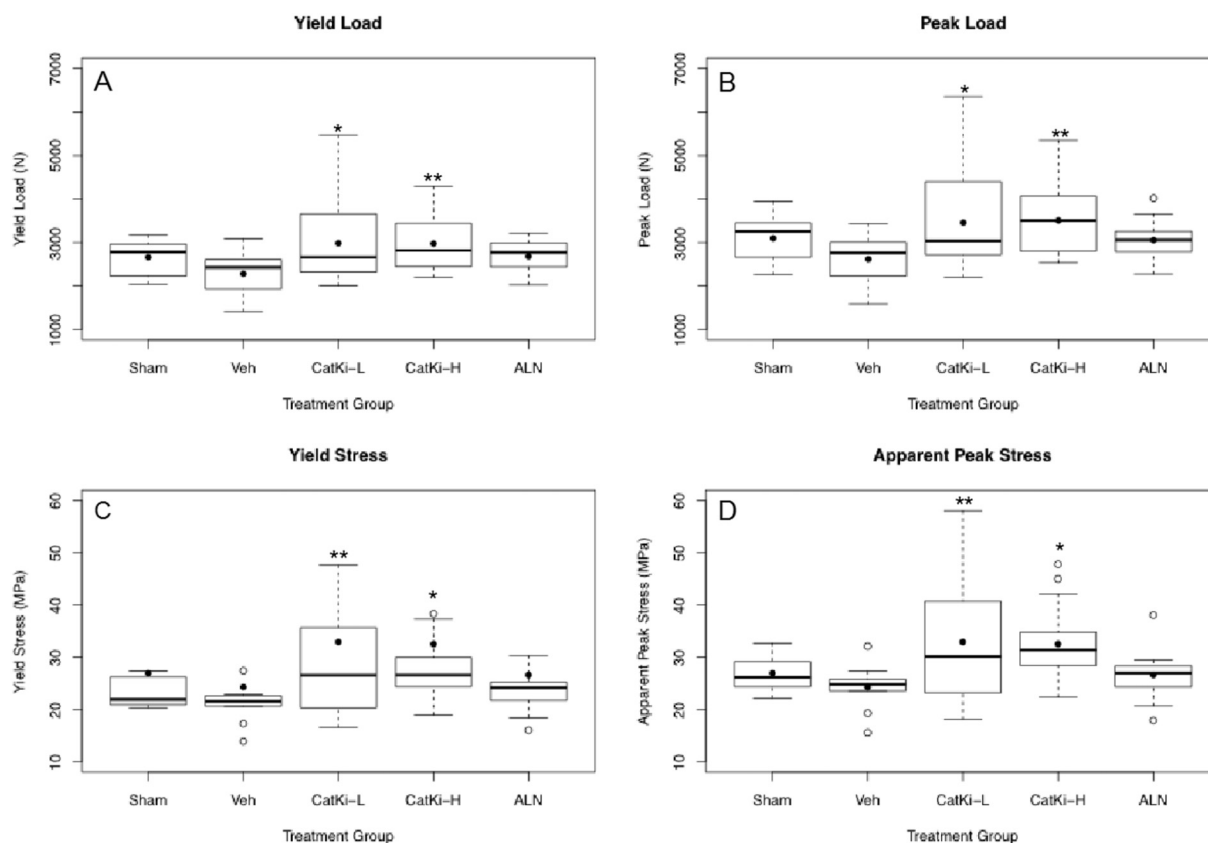 Yield Load
A
Yield Load (N)
7000
5000
3000
1000
*
**
Sham Veh CatKi-L CatKi-H ALN
Treatment Group
Peak Load
B
Peak Load (N)
7000
5000
3000
1000
*
**
Sham Veh CatKi-L CatKi-H ALN
Treatment Group
Yield Stress
C
Yield Stress (MPa)
60
50
40
30
20
10
**
*
Sham Veh CatKi-L CatKi-H ALN
Treatment Group
Apparent Peak Stress
D
Apparent Peak Stress (MPa)
60
50
40
30
20
10
**
*
Sham Veh CatKi-L CatKi-H ALN
Treatment Group